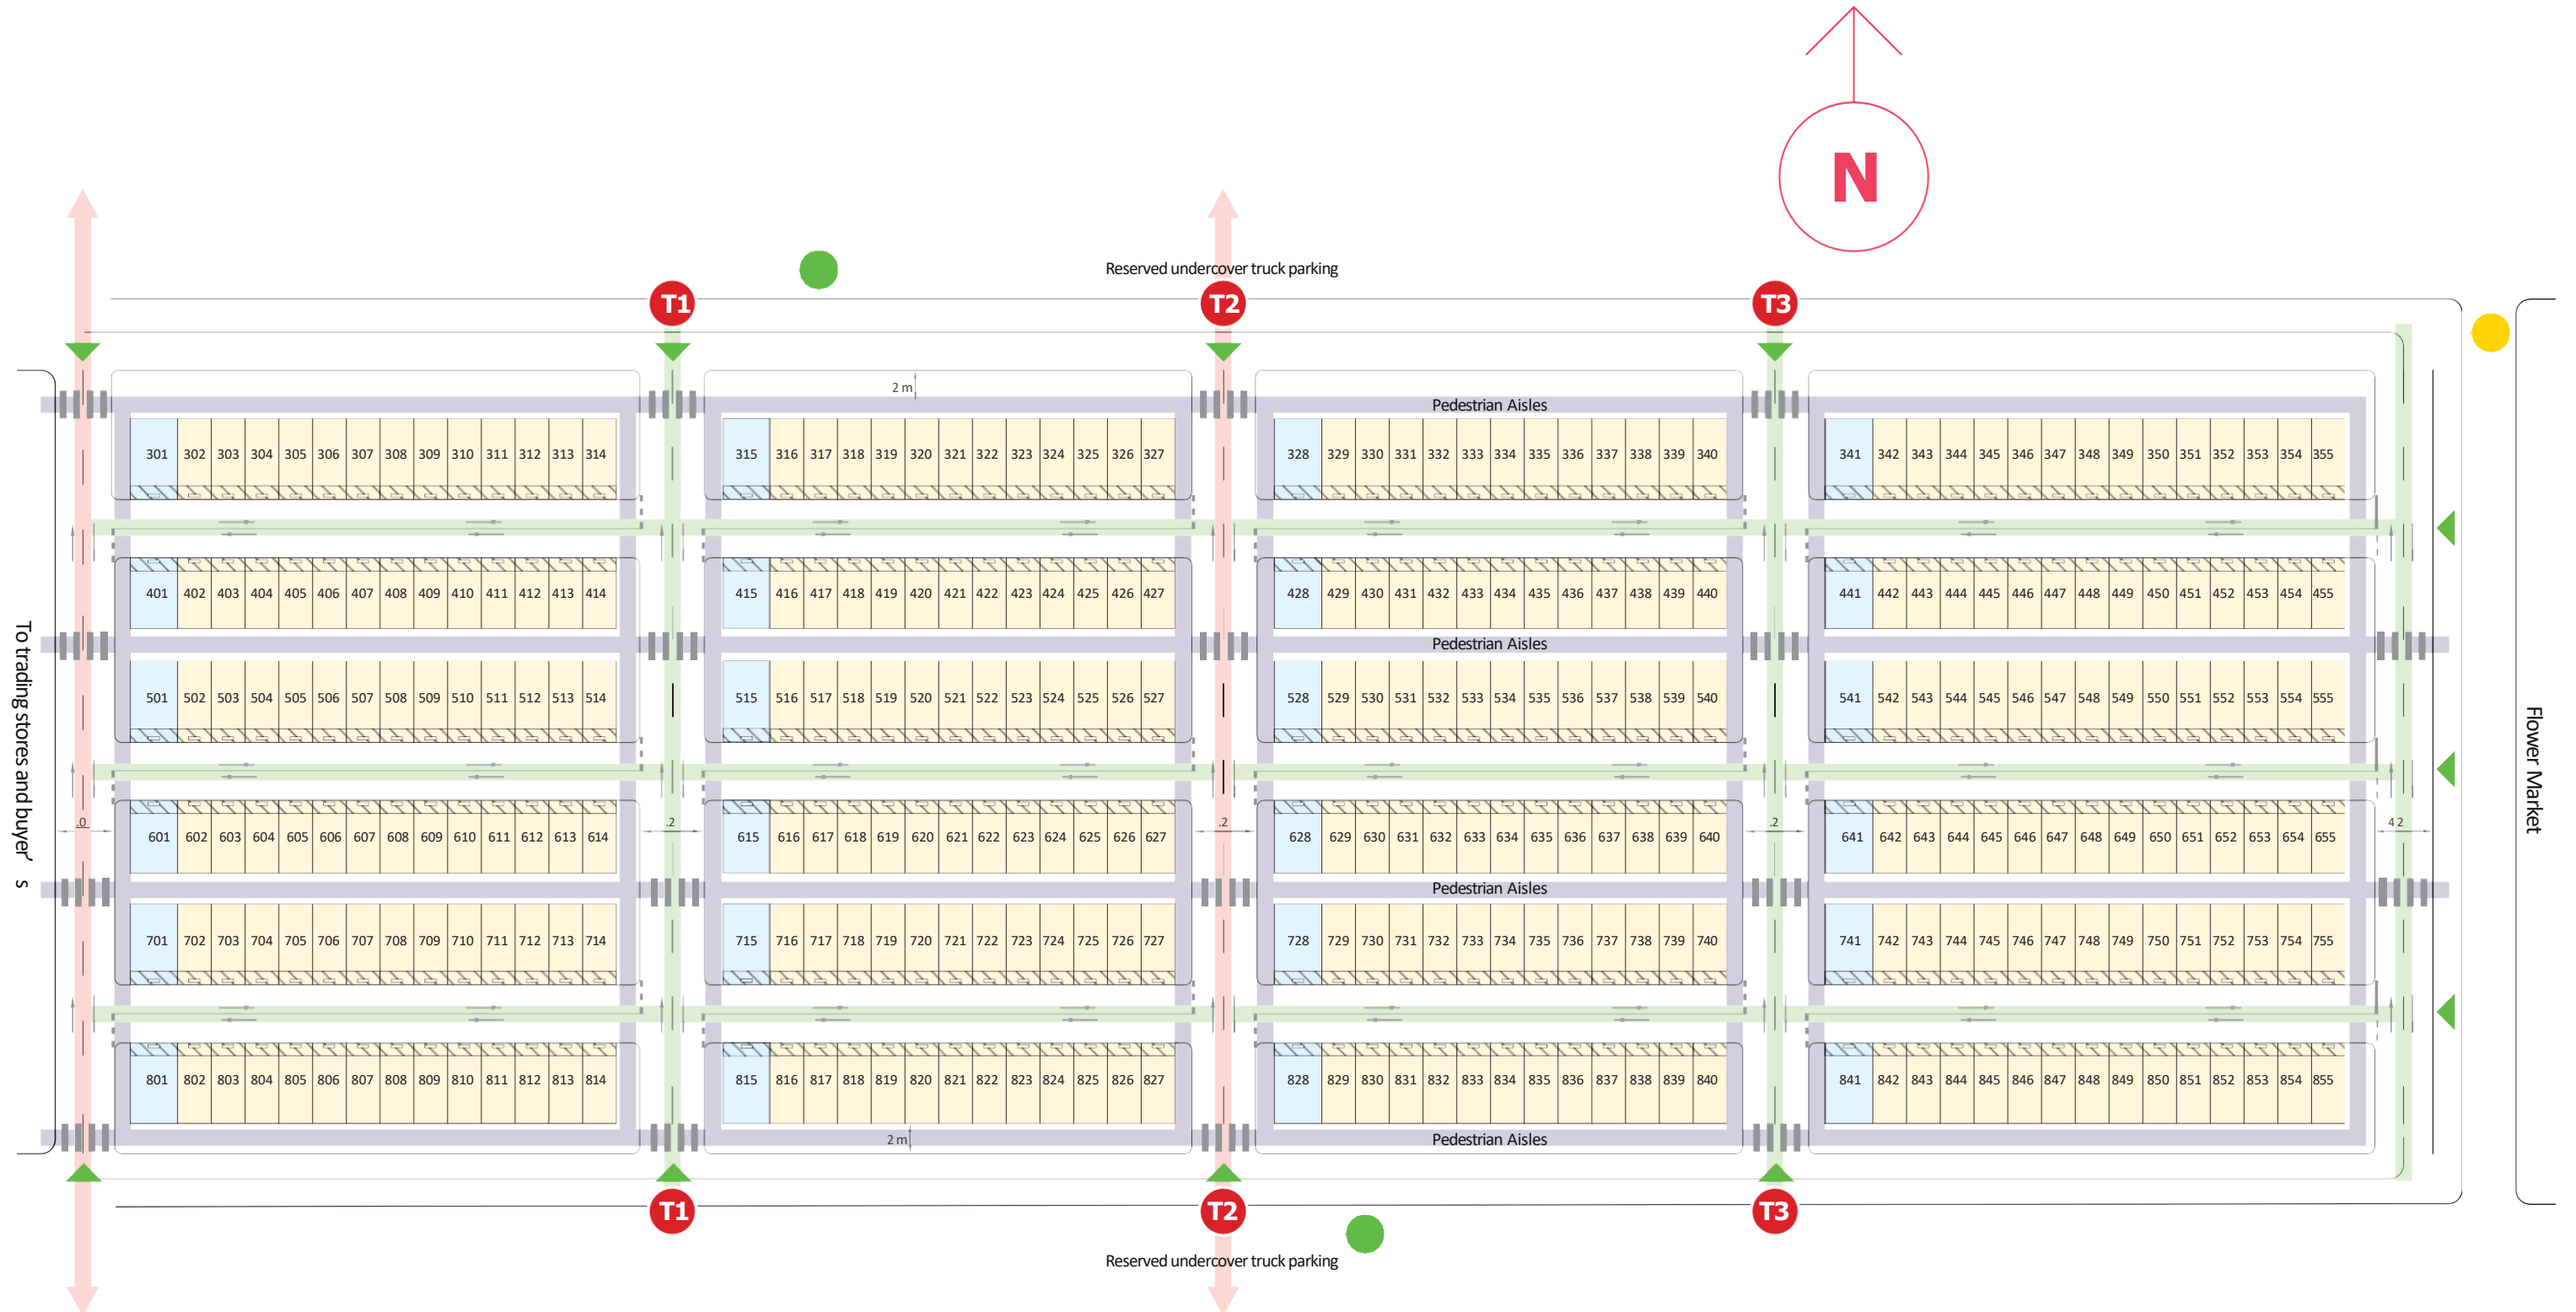 N
Reserved undercover truck parking
T1 T2 T3
2 m
Pedestrian Aisles
301 302 303 304 305 306 307 308 309 310 311 312 313 314 315 316 317 318 319 320 321 322 323 324 325 326 327 328 329 330 331 332 333 334 335 336 337 338 339 340 341 342 343 344 345 346 347 348 349 350 351 352 353 354 355
401 402 403 404 405 406 407 408 409 410 411 412 413 414 415 416 417 418 419 420 421 422 423 424 425 426 427 428 429 430 431 432 433 434 435 436 437 438 439 440 441 442 443 444 445 446 447 448 449 450 451 452 453 454 455
Pedestrian Aisles
501 502 503 504 505 506 507 508 509 510 511 512 513 514 515 516 517 518 519 520 521 522 523 524 525 526 527 528 529 530 531 532 533 534 535 536 537 538 539 540 541 542 543 544 545 546 547 548 549 550 551 552 553 554 555
To trading stores and buyer's
Flower Market
.0 .2 .2 .2 4 2
601 602 603 604 605 606 607 608 609 610 611 612 613 614 615 616 617 618 619 620 621 622 623 624 625 626 627 628 629 630 631 632 633 634 635 636 637 638 639 640 641 642 643 644 645 646 647 648 649 650 651 652 653 654 655
Pedestrian Aisles
701 702 703 704 705 706 707 708 709 710 711 712 713 714 715 716 717 718 719 720 721 722 723 724 725 726 727 728 729 730 731 732 733 734 735 736 737 738 739 740 741 742 743 744 745 746 747 748 749 750 751 752 753 754 755
801 802 803 804 805 806 807 808 809 810 811 812 813 814 815 816 817 818 819 820 821 822 823 824 825 826 827 828 829 830 831 832 833 834 835 836 837 838 839 840 841 842 843 844 845 846 847 848 849 850 851 852 853 854 855
2 m
Pedestrian Aisles
T1 T2 T3
Reserved undercover truck parking